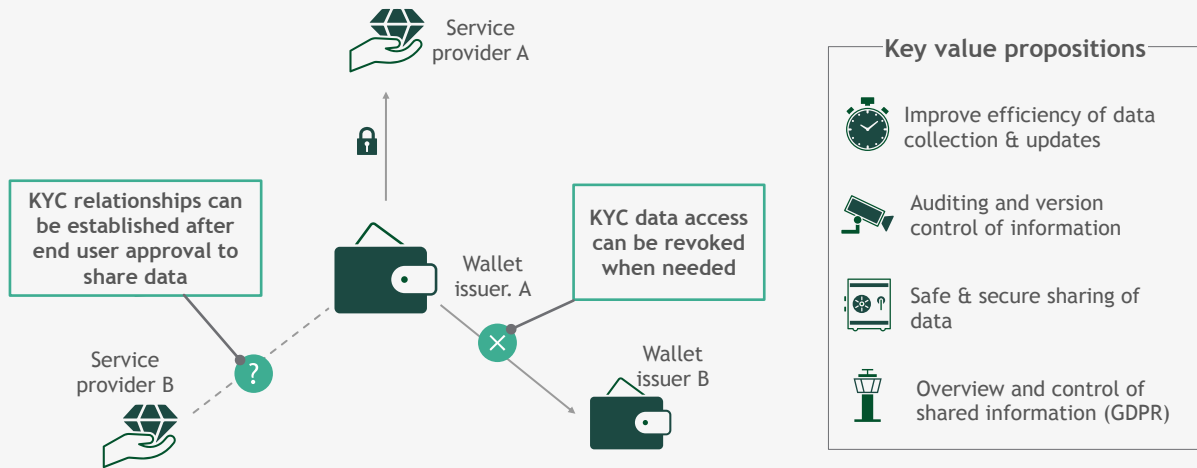 Service
provider A
KYC relationships can
be established after
end user approval to
share data
Wallet
issuer. A
KYC data access
can be revoked
when needed
?
Service
provider B
Wallet
issuer B
Key value propositions
Improve efficiency of data
collection & updates
Auditing and version
control of information
Safe & secure sharing of
data
Overview and control of
shared information (GDPR)